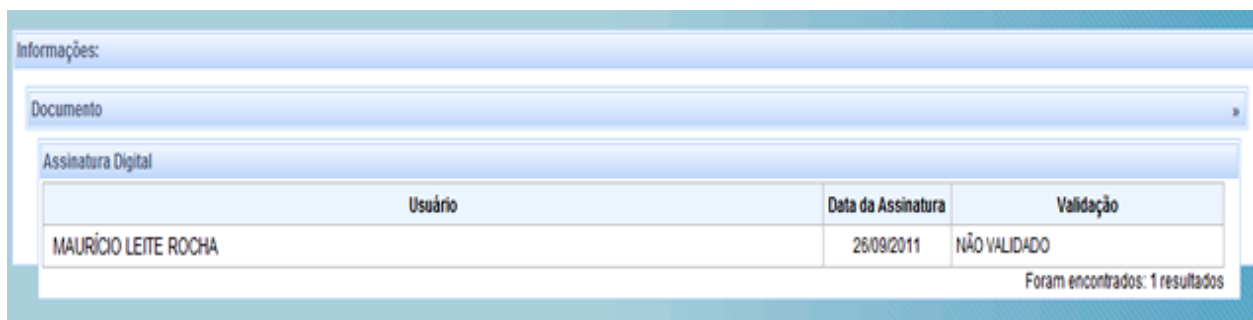 Informações:
Documento »
Assinatura Digital
Usuário Data da Assinatura Validação
MAURÍCIO LEITE ROCHA 26/09/2011 NÃO VALIDADO
Foram encontrados: 1 resultados